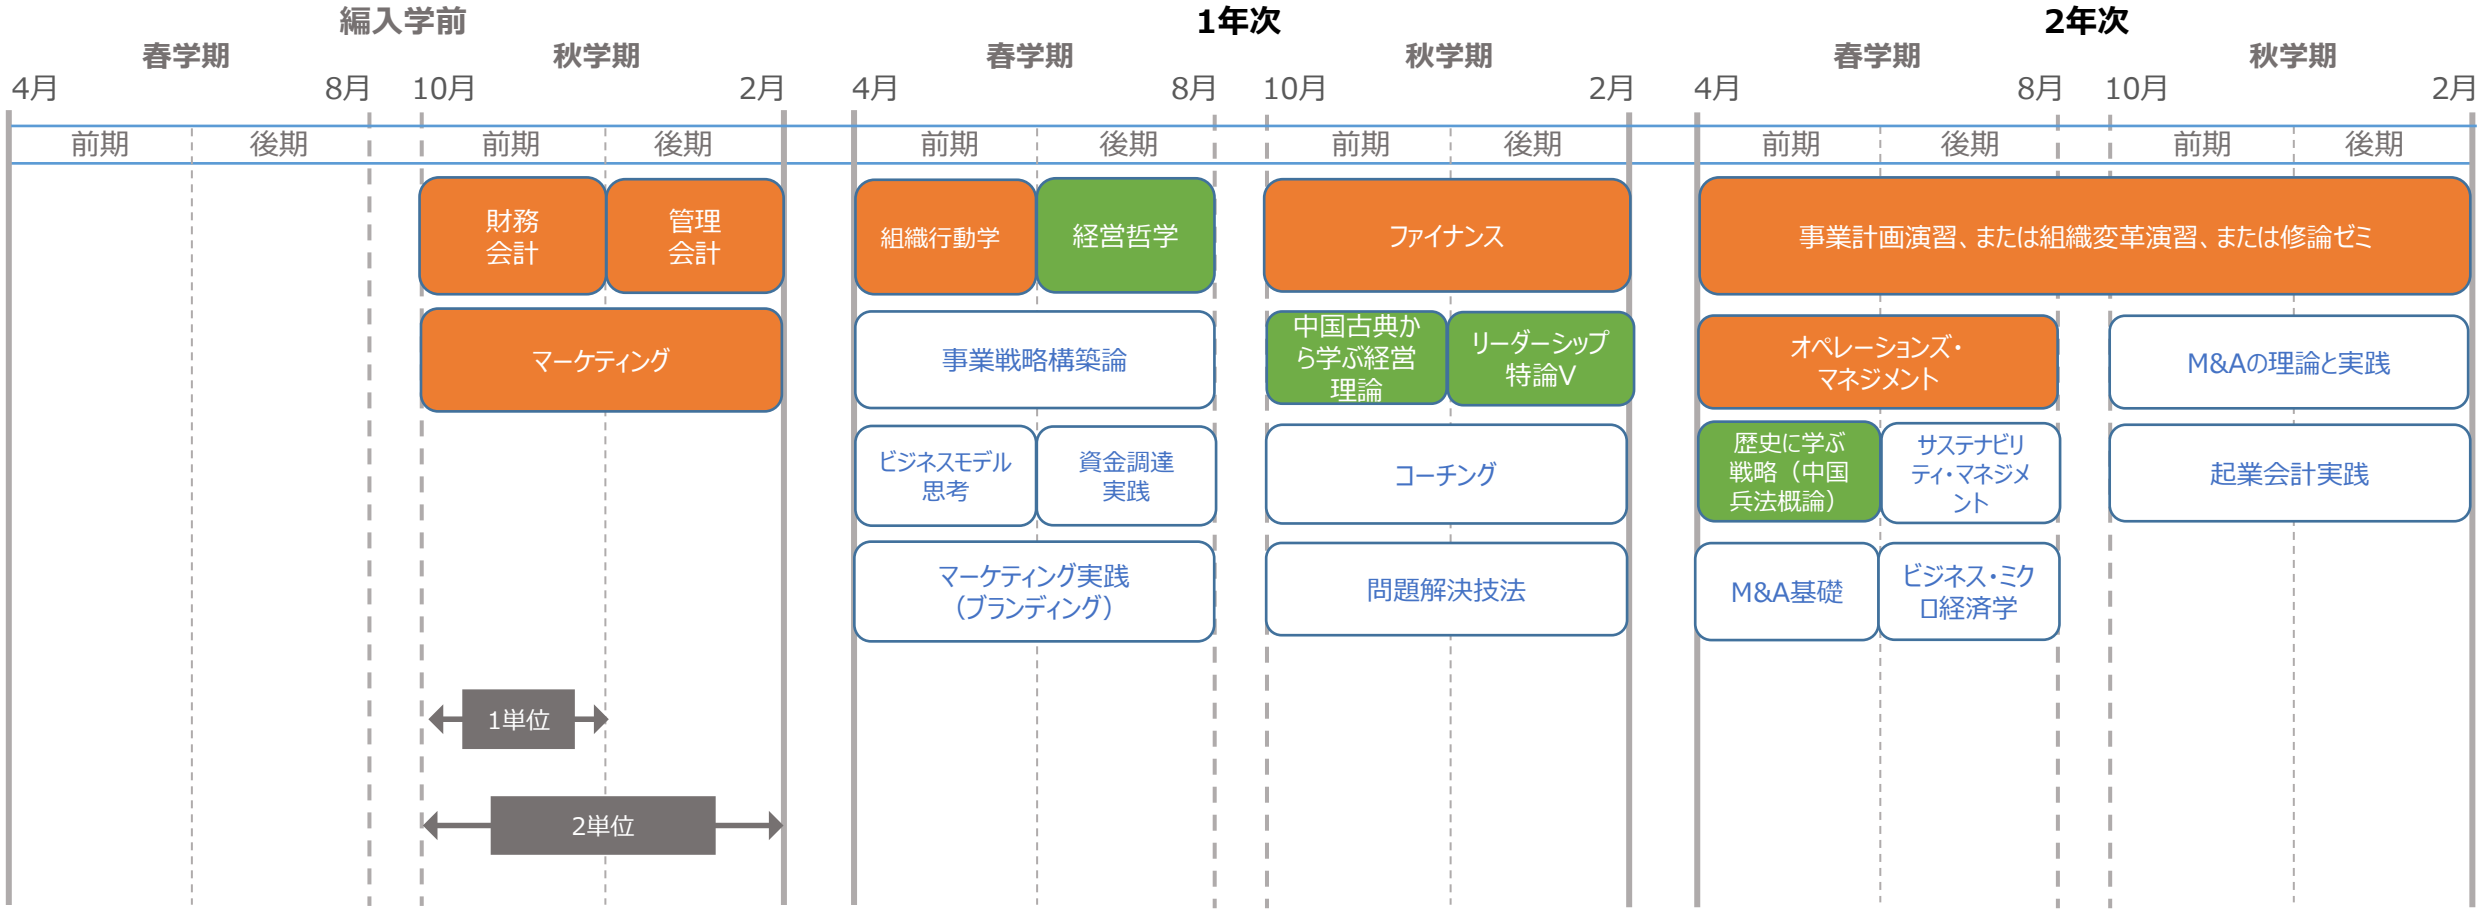 編入学前
1年次
2年次
春学期
秋学期
春学期
秋学期
春学期
秋学期
4月
8月
10月
2月
4月
8月
10月
2月
4月
8月
10月
2月
前期
後期
前期
後期
前期
後期
前期
後期
前期
後期
前期
後期
財務
会計
管理
会計
組織行動学
経営哲学
ファイナンス
事業計画演習、または組織変革演習、または修論ゼミ
マーケティング
事業戦略構築論
中国古典か
ら学ぶ経営
理論
リーダーシップ
特論V
オペレーションズ・
マネジメント
M&Aの理論と実践
ビジネスモデル
思考
資金調達
実践
コーチング
歴史に学ぶ
戦略（中国
兵法概論）
サステナビリ
ティ・マネジメ
ント
起業会計実践
マーケティング実践
（ブランディング）
問題解決技法
M&A基礎
ビジネス・ミク
ロ経済学
1単位
2単位